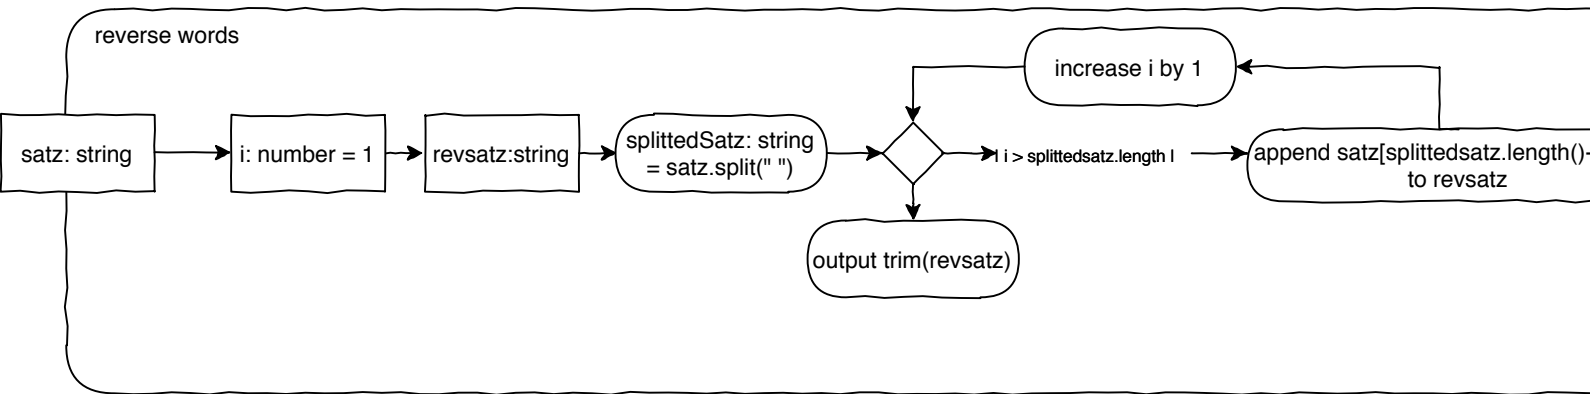 reverse words
satz: string
i: number = 1
revsatz:string
splittedSatz: string
= satz.split(" ")
| i > splittedsatz.length |
increase i by 1
append satz[splittedsatz.length()-
to revsatz
output trim(revsatz)